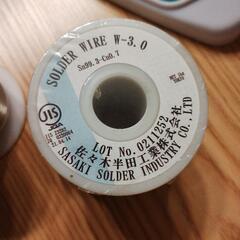 SOLDER WIRE W-3.0
Sn99.3-Cu0.7
JIS
LOT No.0211252
佐々木半田工業株式会社
SASAKI SOLDER INDUSTRY CO.,LTD